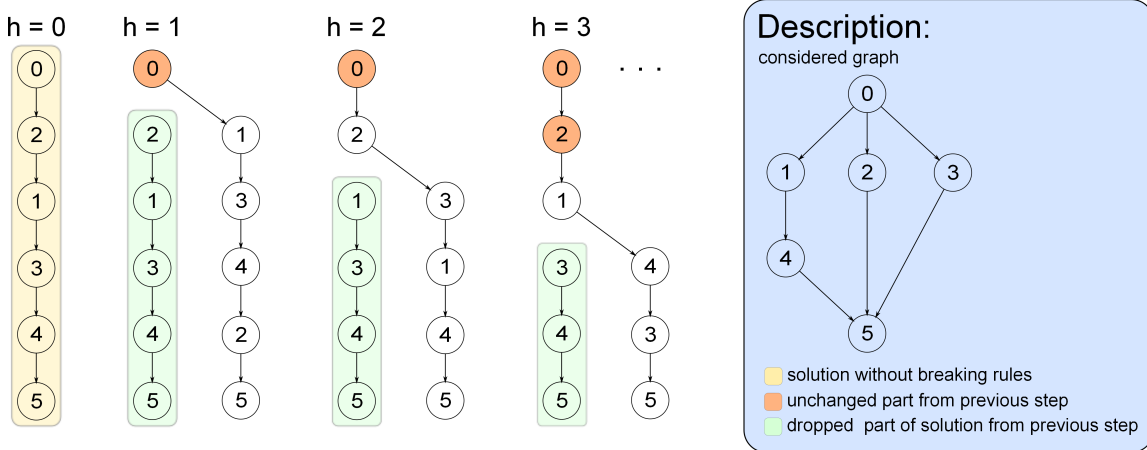 h = 0 h = 1 h = 2 h = 3
0 0 0 0 . . .
2 2 1 2 2
1 1 3 1 3 1
3 3 4 3 1 3 4
4 4 2 4 4 4 3
5 5 5 5 5 5 5
Description:
considered graph
0
1 2 3
4
5
solution without breaking rules
unchanged part from previous step
dropped part of solution from previous step